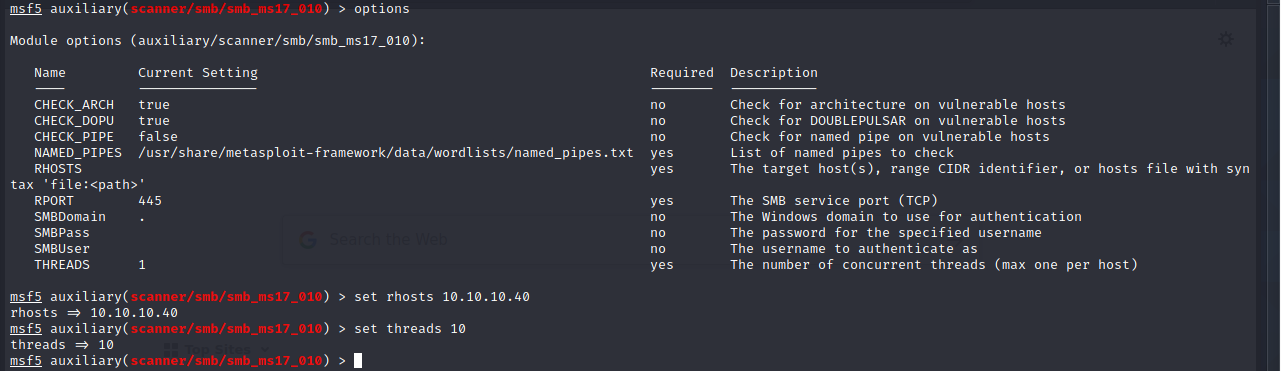 msf5 auxiliary(scanner/smb/smb_ms17_010) > options
Module options (auxiliary/scanner/smb/smb_ms17_010):
Name Current Setting Required Description
---- --------------- -------- -----------
CHECK_ARCH true no Check for architecture on vulnerable hosts
CHECK_DOPU true no Check for DOUBLEPULSAR on vulnerable hosts
CHECK_PIPE false no Check for named pipe on vulnerable hosts
NAMED_PIPES /usr/share/metasploit-framework/data/wordlists/named_pipes.txt yes List of named pipes to check
RHOSTS yes The target host(s), range CIDR identifier, or hosts file with syn
tax 'file:<path>'
RPORT 445 yes The SMB service port (TCP)
SMBDomain . no The Windows domain to use for authentication
SMBPass no The password for the specified username
Search the Web
SMBUser no The username to authenticate as
THREADS 1 yes The number of concurrent threads (max one per host)
msf5 auxiliary(scanner/smb/smb_ms17_010) > set rhosts 10.10.10.40
rhosts => 10.10.10.40
msf5 auxiliary(scanner/smb/smb_ms17_010) > set threads 10
threads => 10
Top Sites
msf5 auxiliary(scanner/smb/smb_ms17_010) >